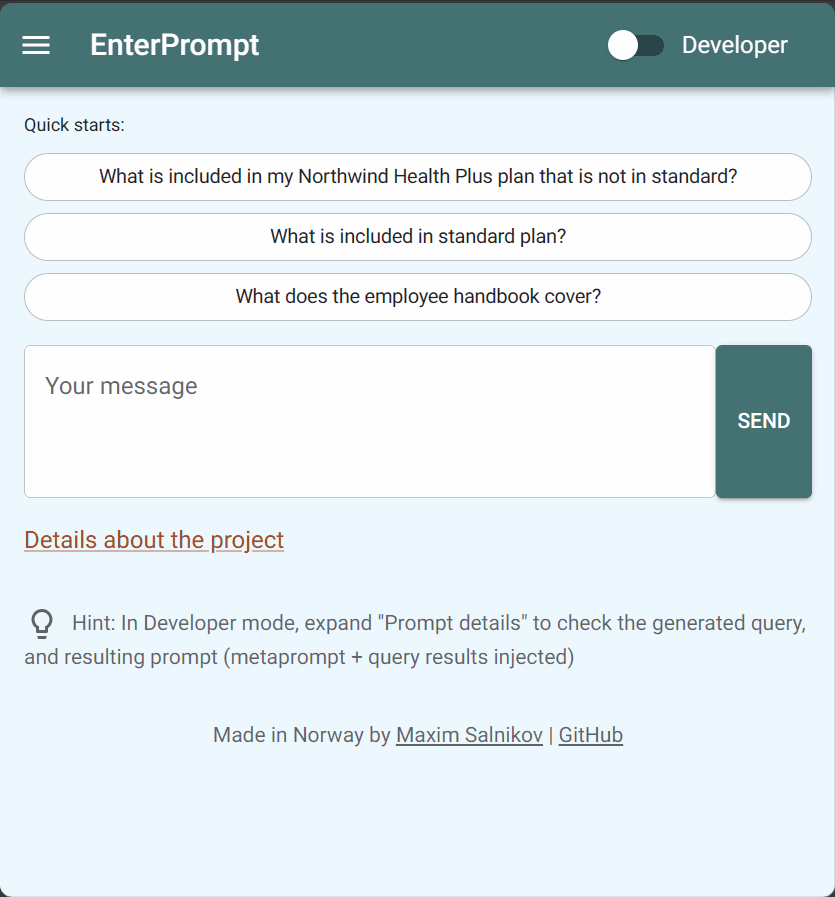 EnterPrompt
Developer
Quick starts:
What is included in my Northwind Health Plus plan that is not in standard?
What is included in standard plan?
What does the employee handbook cover?
Your message
SEND
Details about the project
Hint: In Developer mode, expand "Prompt details" to check the generated query,
and resulting prompt (metaprompt + query results injected)
Made in Norway by Maxim Salnikov | GitHub